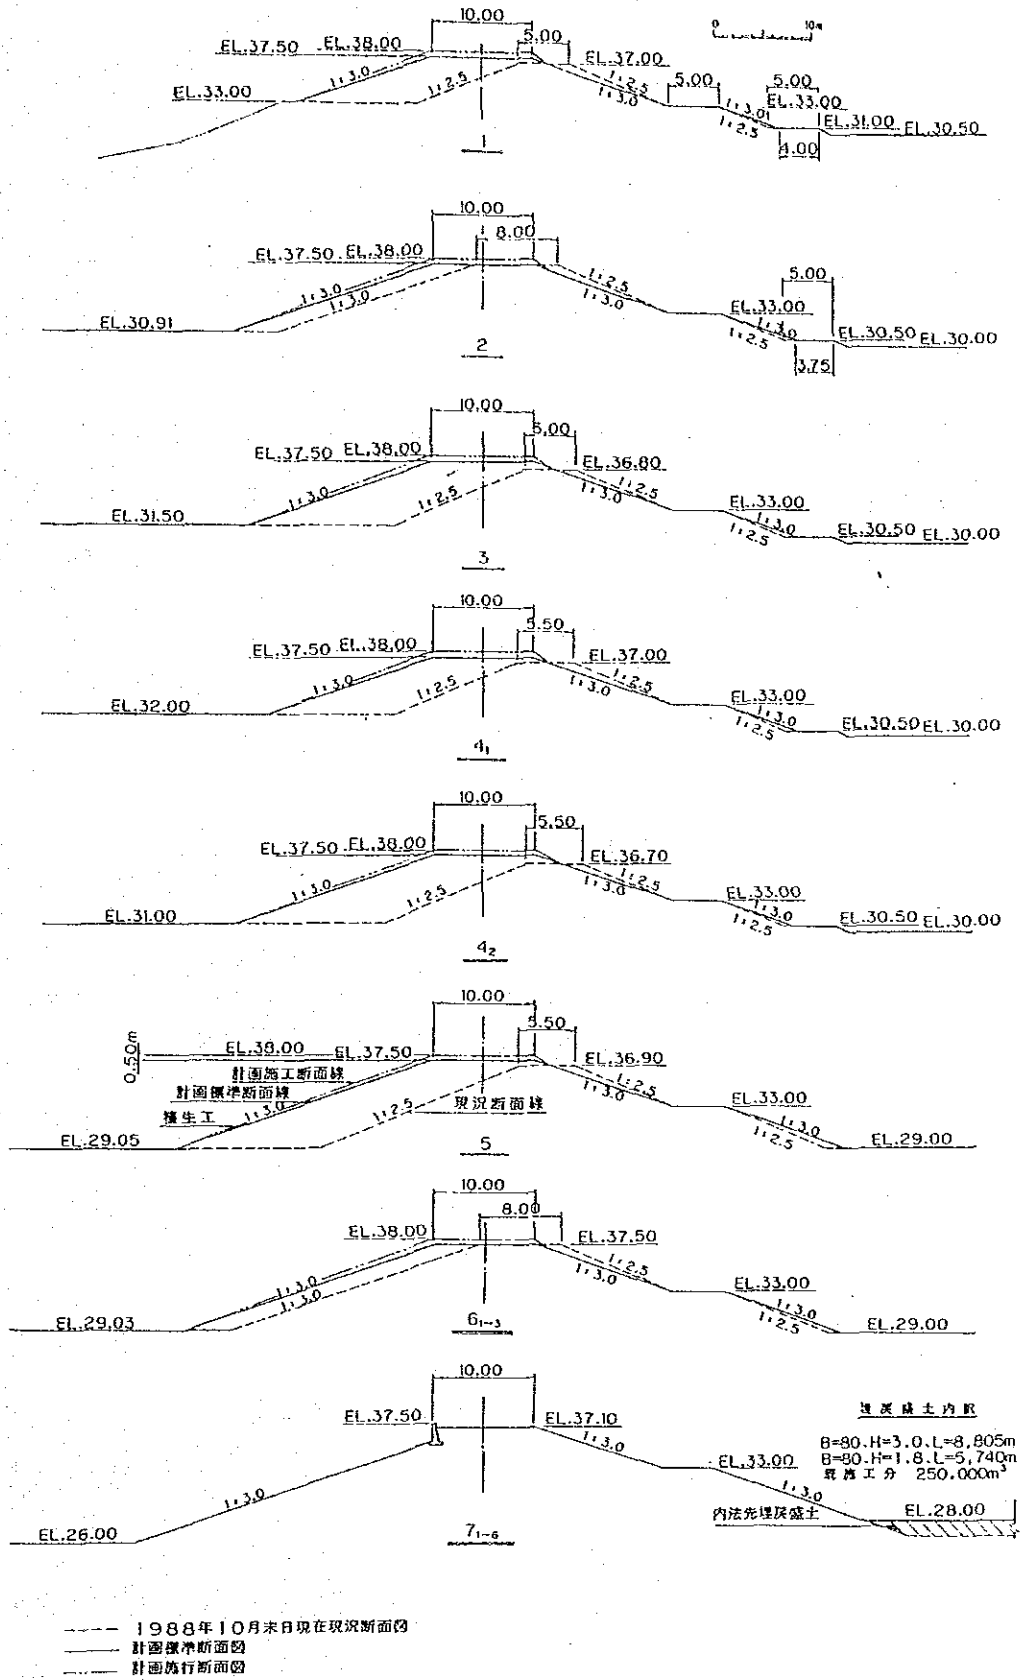 10.00
0 10m
5.00
EL.37.50 EL.38.00 EL.37.00
1:3.0 1:2.5 1:2.5 1:3.0
5.00 5.00
EL.33.00 EL.33.00
1:3.0 1:2.5
EL.31.00 EL.30.50
4.00
1
10.00
8.00
EL.37.50 EL.38.00
1:3.0 1:3.0 1:2.5 1:3.0
5.00
EL.33.00
EL.30.91 1:3.0 1:2.5 EL.30.50 EL.30.00
3.75
2
10.00
5.00
EL.37.50 EL.38.00 EL.36.80
1:3.0 1:2.5 1:2.5 1:3.0
EL.33.00
EL.31.50 1:3.0 1:2.5 EL.30.50 EL.30.00
3
10.00
5.50
EL.37.50 EL.38.00 EL.37.00
1:3.0 1:2.5 1:2.5 1:3.0
EL.32.00 EL.33.00
1:3.0 1:2.5 EL.30.50 EL.30.00
4₁
10.00
5.50
EL.37.50 EL.38.00 EL.36.70
1:3.0 1:2.5 1:2.5 1:3.0
EL.33.00
EL.31.00 1:3.0 1:2.5 EL.30.50 EL.30.00
4₂
10.00
5.50
0.50m EL.38.00 EL.37.50 EL.36.90
計画施工断面線
計画標準断面線
植生工 1:3.0 1:2.5 現況断面線 1:2.5 1:3.0
EL.33.00
EL.29.05 1:3.0 1:2.5 EL.29.00
5
10.00
8.00
EL.38.00 EL.37.50
1:3.0 1:3.0 1:2.5 1:3.0
EL.33.00
EL.29.03 1:3.0 1:2.5 EL.29.00
6₁₋₃
10.00
EL.37.50 EL.37.10
1:3.0
EL.33.00
1:3.0 1:3.0
盛土内訳
B=80.H=3.0.L=8,805m
B=80.H=1.8.L=5,740m
既施工分 250,000m³
内法先埋戻盛土 EL.28.00
EL.26.00
7₁₋₆
1988年10月末日現在現況断面図
計画標準断面図
計画施行断面図